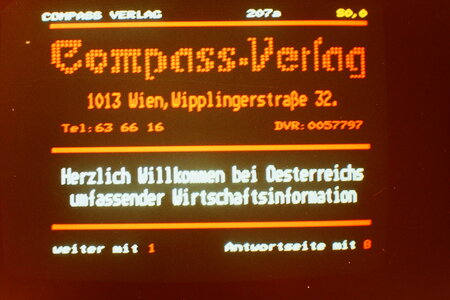 COMPASS VERLAG 207a S0,0
Compass-Verlag
1013 Wien,Wipplingerstraße 32.
Tel:63 66 16 DVR:0057797
Herzlich Willkommen bei Oesterreichs
umfassender Wirtschaftsinformation
weiter mit 1 Antwortseite mit 8